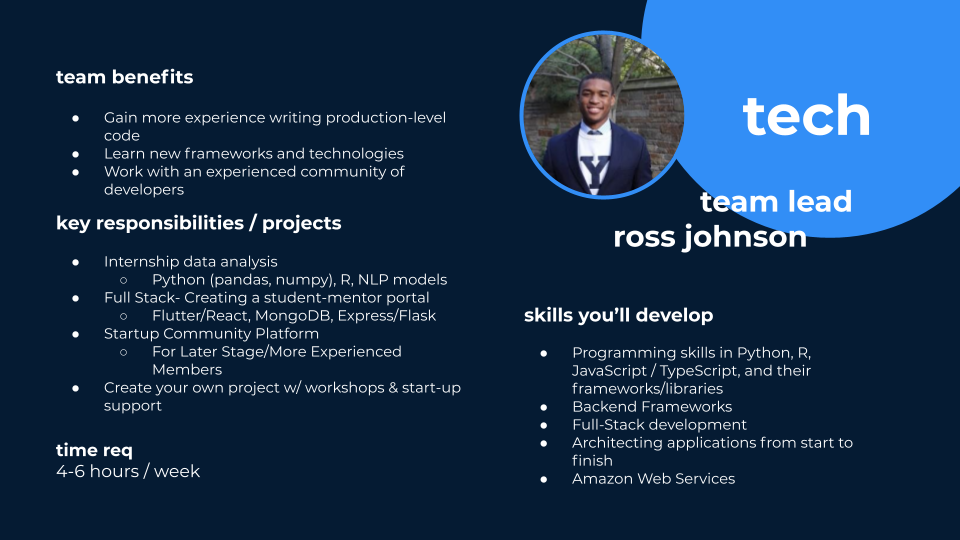 team benefits
● Gain more experience writing production-level
code
● Learn new frameworks and technologies
● Work with an experienced community of
developers
key responsibilities / projects
● Internship data analysis
○ Python (pandas, numpy), R, NLP models
● Full Stack- Creating a student-mentor portal
○ Flutter/React, MongoDB, Express/Flask
● Startup Community Platform
○ For Later Stage/More Experienced
Members
● Create your own project w/ workshops & start-up
support
time req
4-6 hours / week
tech
Y
team lead
ross johnson
skills you’ll develop
● Programming skills in Python, R,
JavaScript / TypeScript, and their
frameworks/libraries
● Backend Frameworks
● Full-Stack development
● Architecting applications from start to
finish
● Amazon Web Services